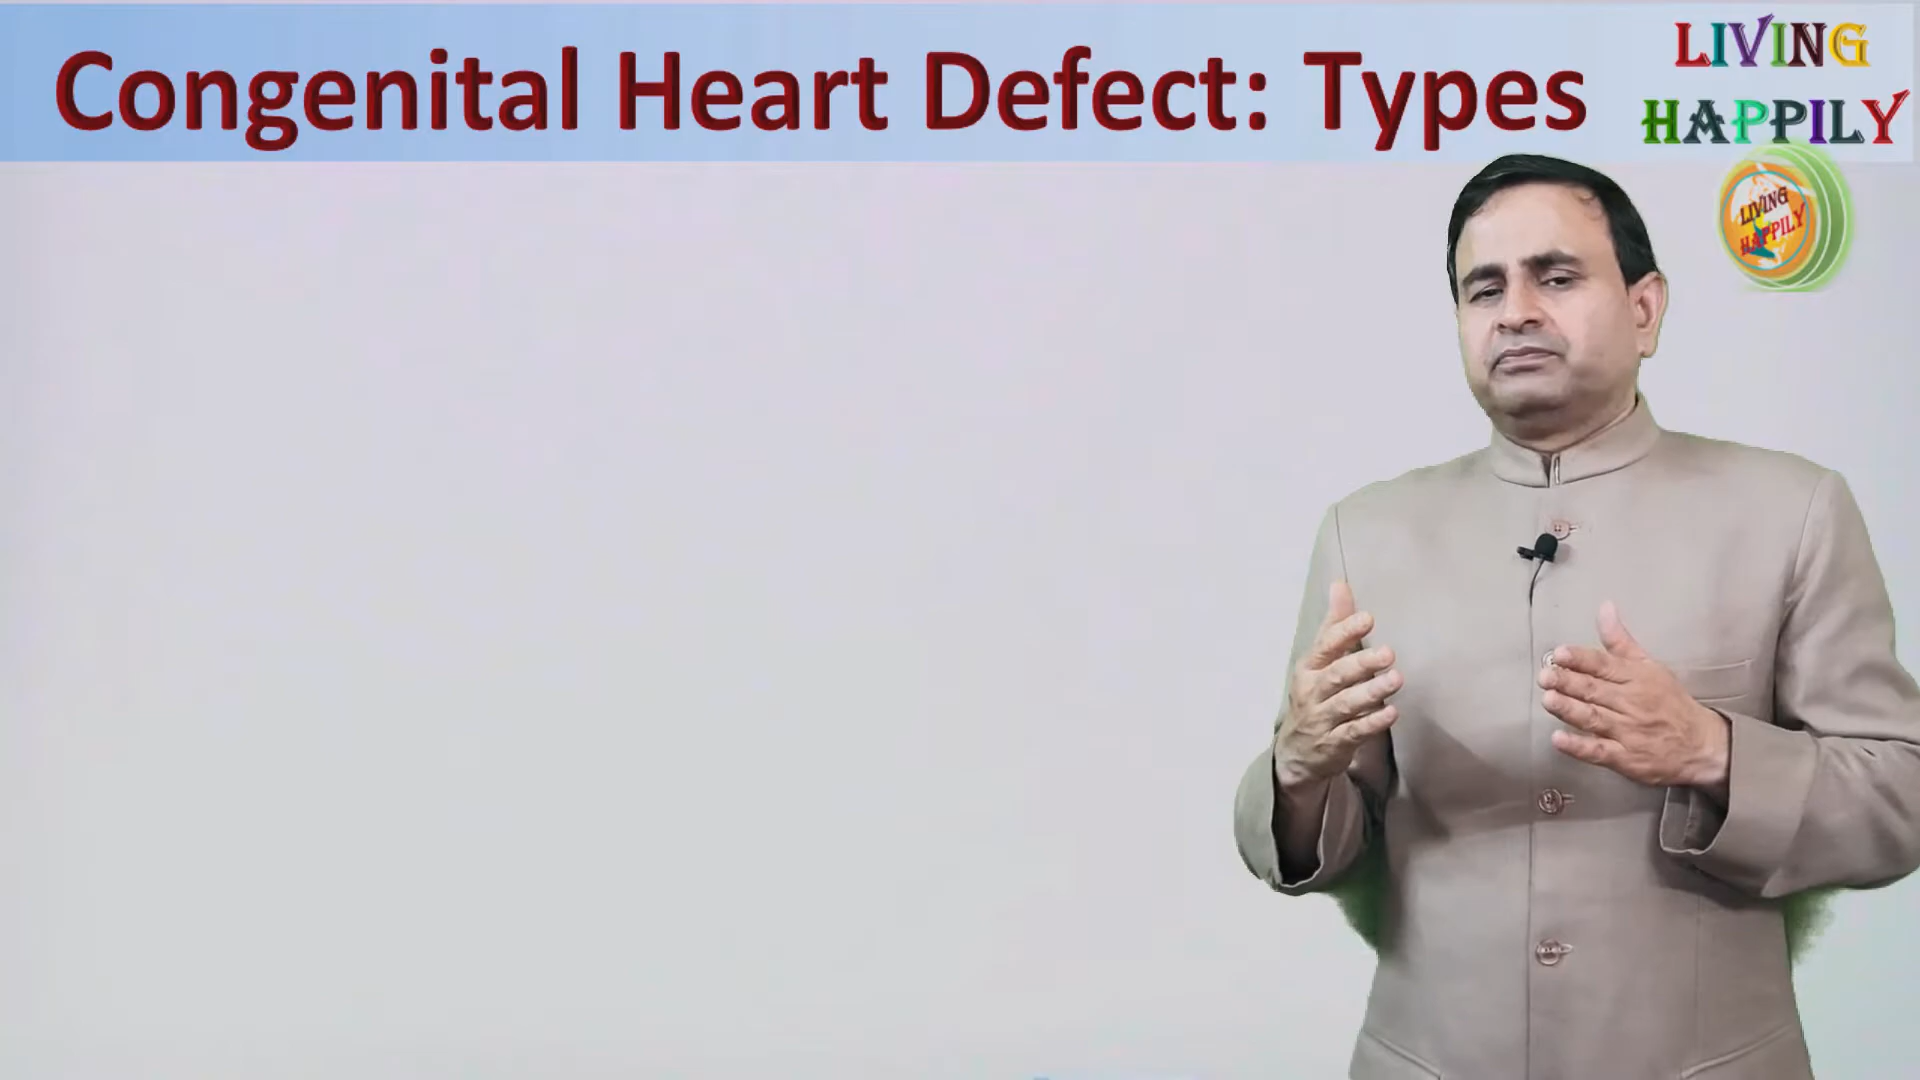 Congenital Heart Defect: Types
LIVING
HAPPILY
LIVING
HAPPILY